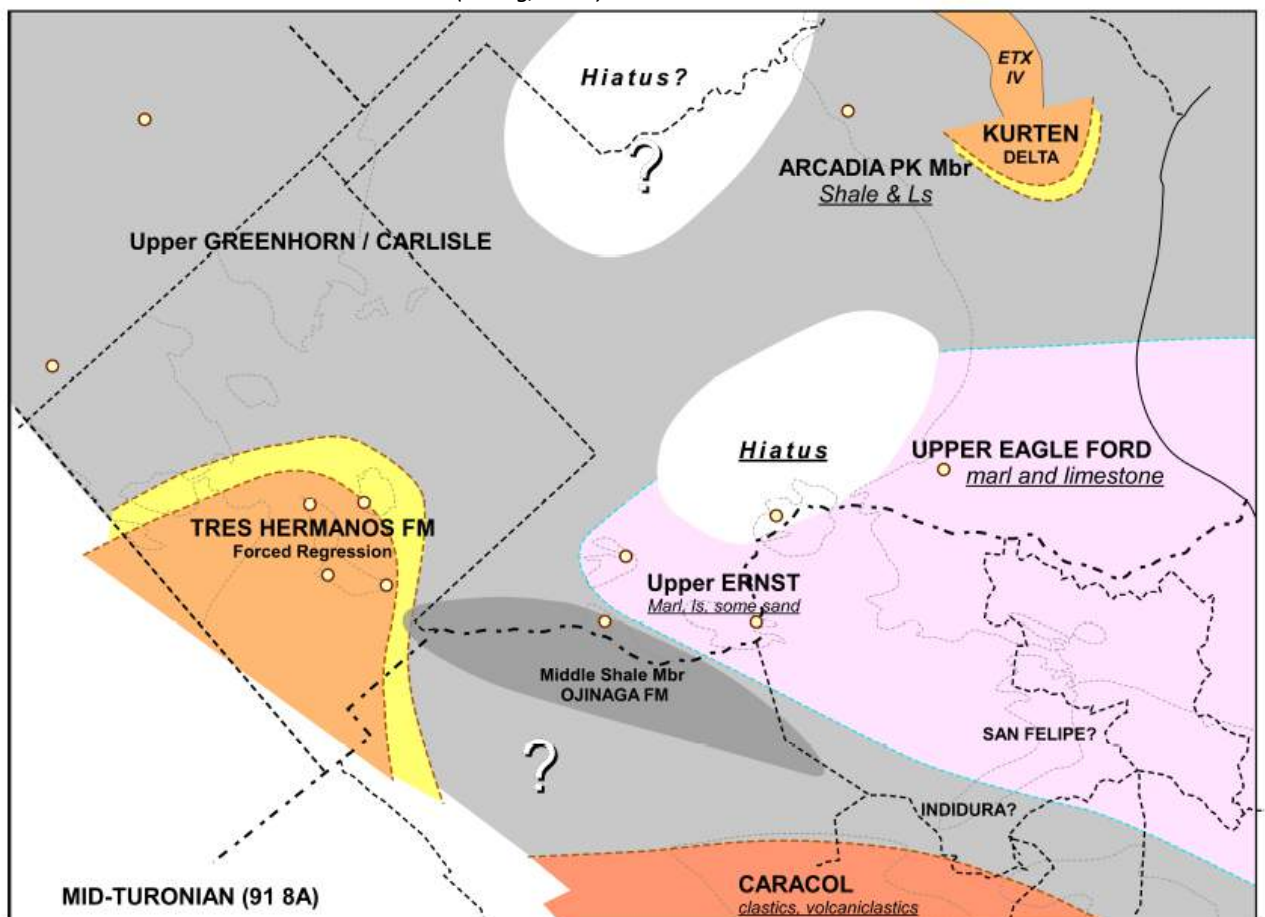 Hiatus?
?
ETX
IV
KURTEN
DELTA
ARCADIA PK Mbr
Shale & Ls
Upper GREENHORN / CARLISLE
Hiatus
UPPER EAGLE FORD
marl and limestone
TRES HERMANOS FM
Forced Regression
Upper ERNST
Marl, ls, some sand
Middle Shale Mbr
OJINAGA FM
?
SAN FELIPE?
INDIDURA?
CARACOL
clastics, volcaniclastics
MID-TURONIAN (91 8A)